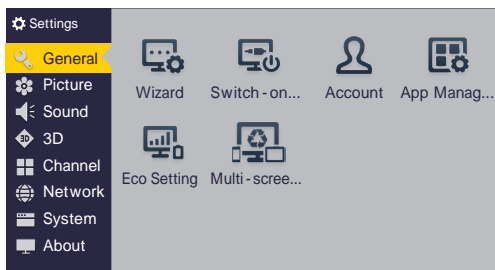 Settings
General
Picture
Sound
3D
Channel
Network
System
About
Wizard
Switch-on...
Account
App Manag...
Eco Setting
Multi-scree...